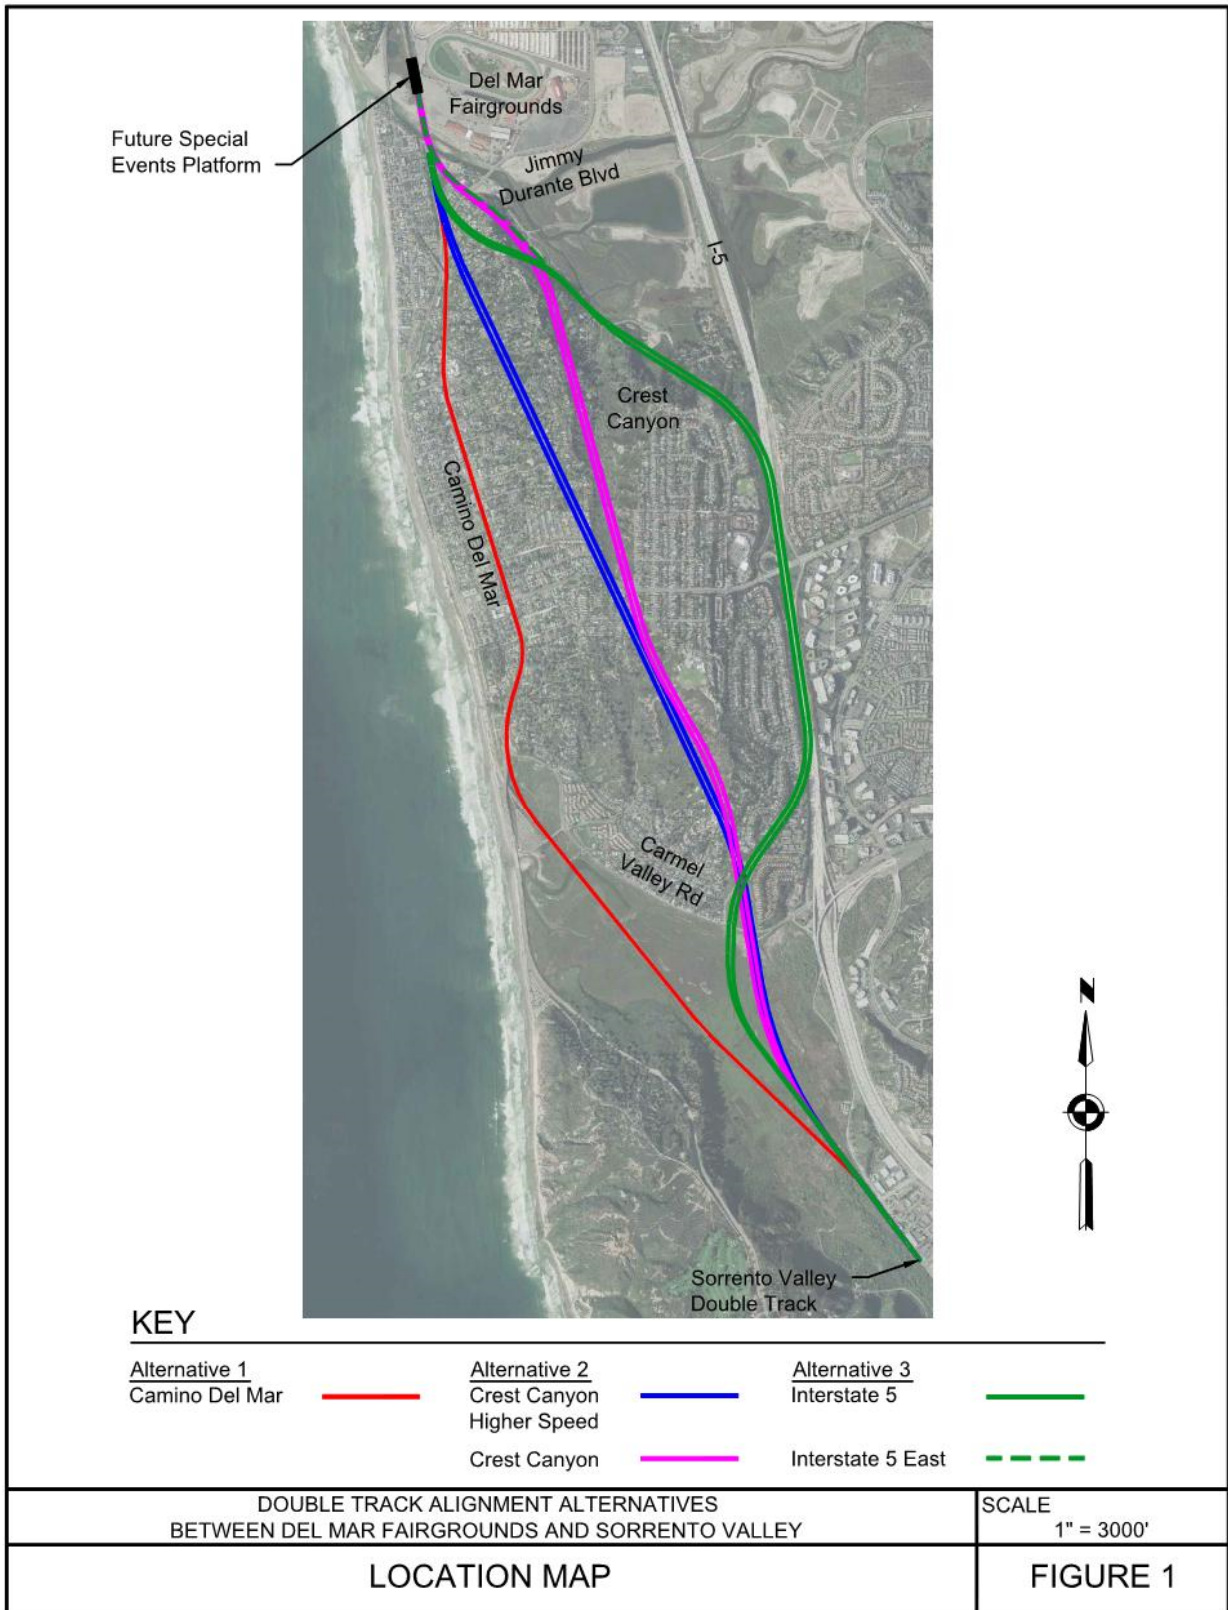 Del Mar
Fairgrounds
Future Special
Events Platform
Jimmy
Durante Blvd
I-5
Crest
Canyon
Camino Del Mar
Carmel
Valley Rd
N
Sorrento Valley
Double Track
KEY
Alternative 1
Camino Del Mar
Alternative 2
Crest Canyon
Higher Speed
Crest Canyon
Alternative 3
Interstate 5
Interstate 5 East
DOUBLE TRACK ALIGNMENT ALTERNATIVES
BETWEEN DEL MAR FAIRGROUNDS AND SORRENTO VALLEY
SCALE
1" = 3000'
LOCATION MAP
FIGURE 1